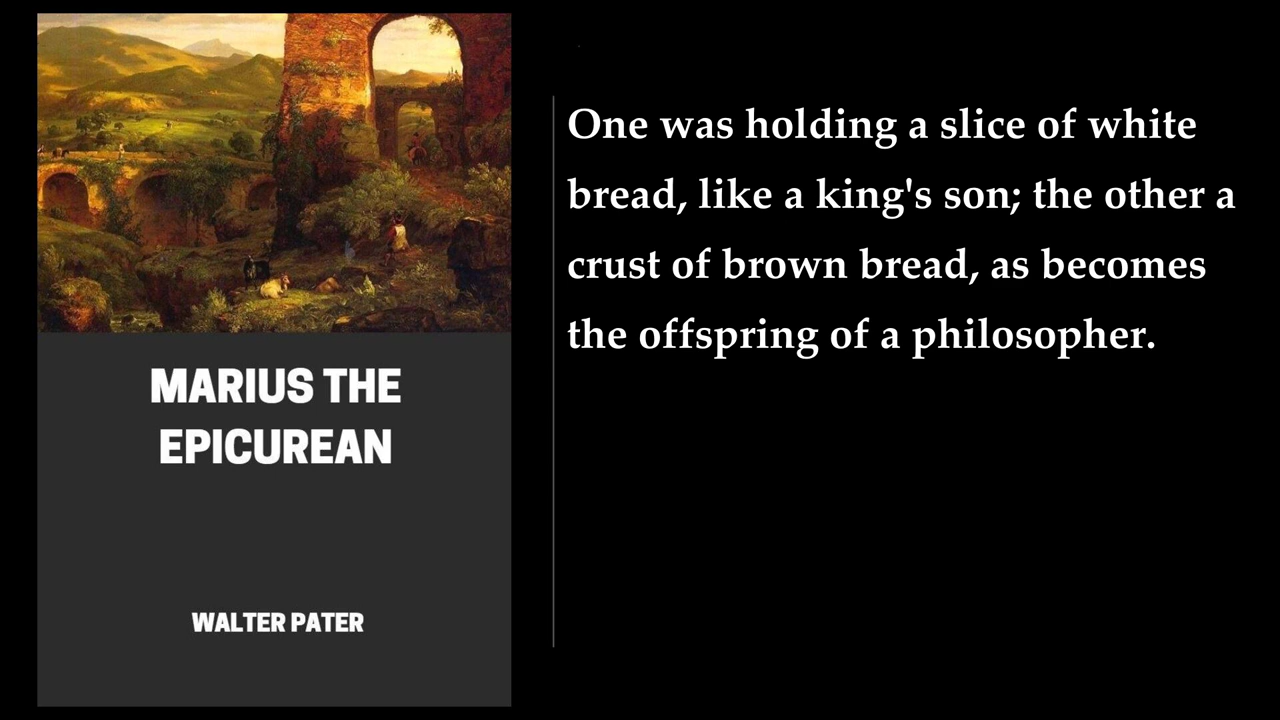 MARIUS THE
EPICUREAN
WALTER PATER
One was holding a slice of white
bread, like a king's son; the other a
crust of brown bread, as becomes
the offspring of a philosopher.